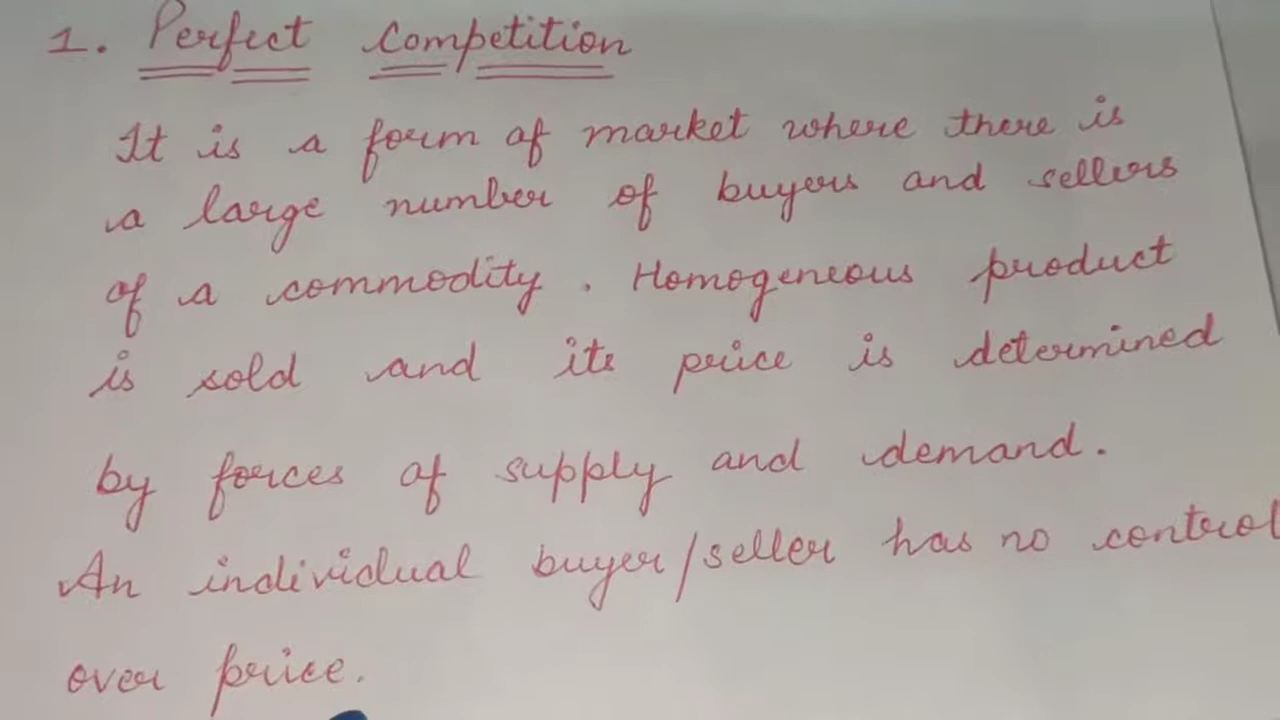 1. Perfect Competition
It is a form of market where there is
a large number of buyers and sellers
of a commodity. Homogeneous product
is sold and its price is determined
by forces of supply and demand.
An individual buyer/seller has no control
over price.